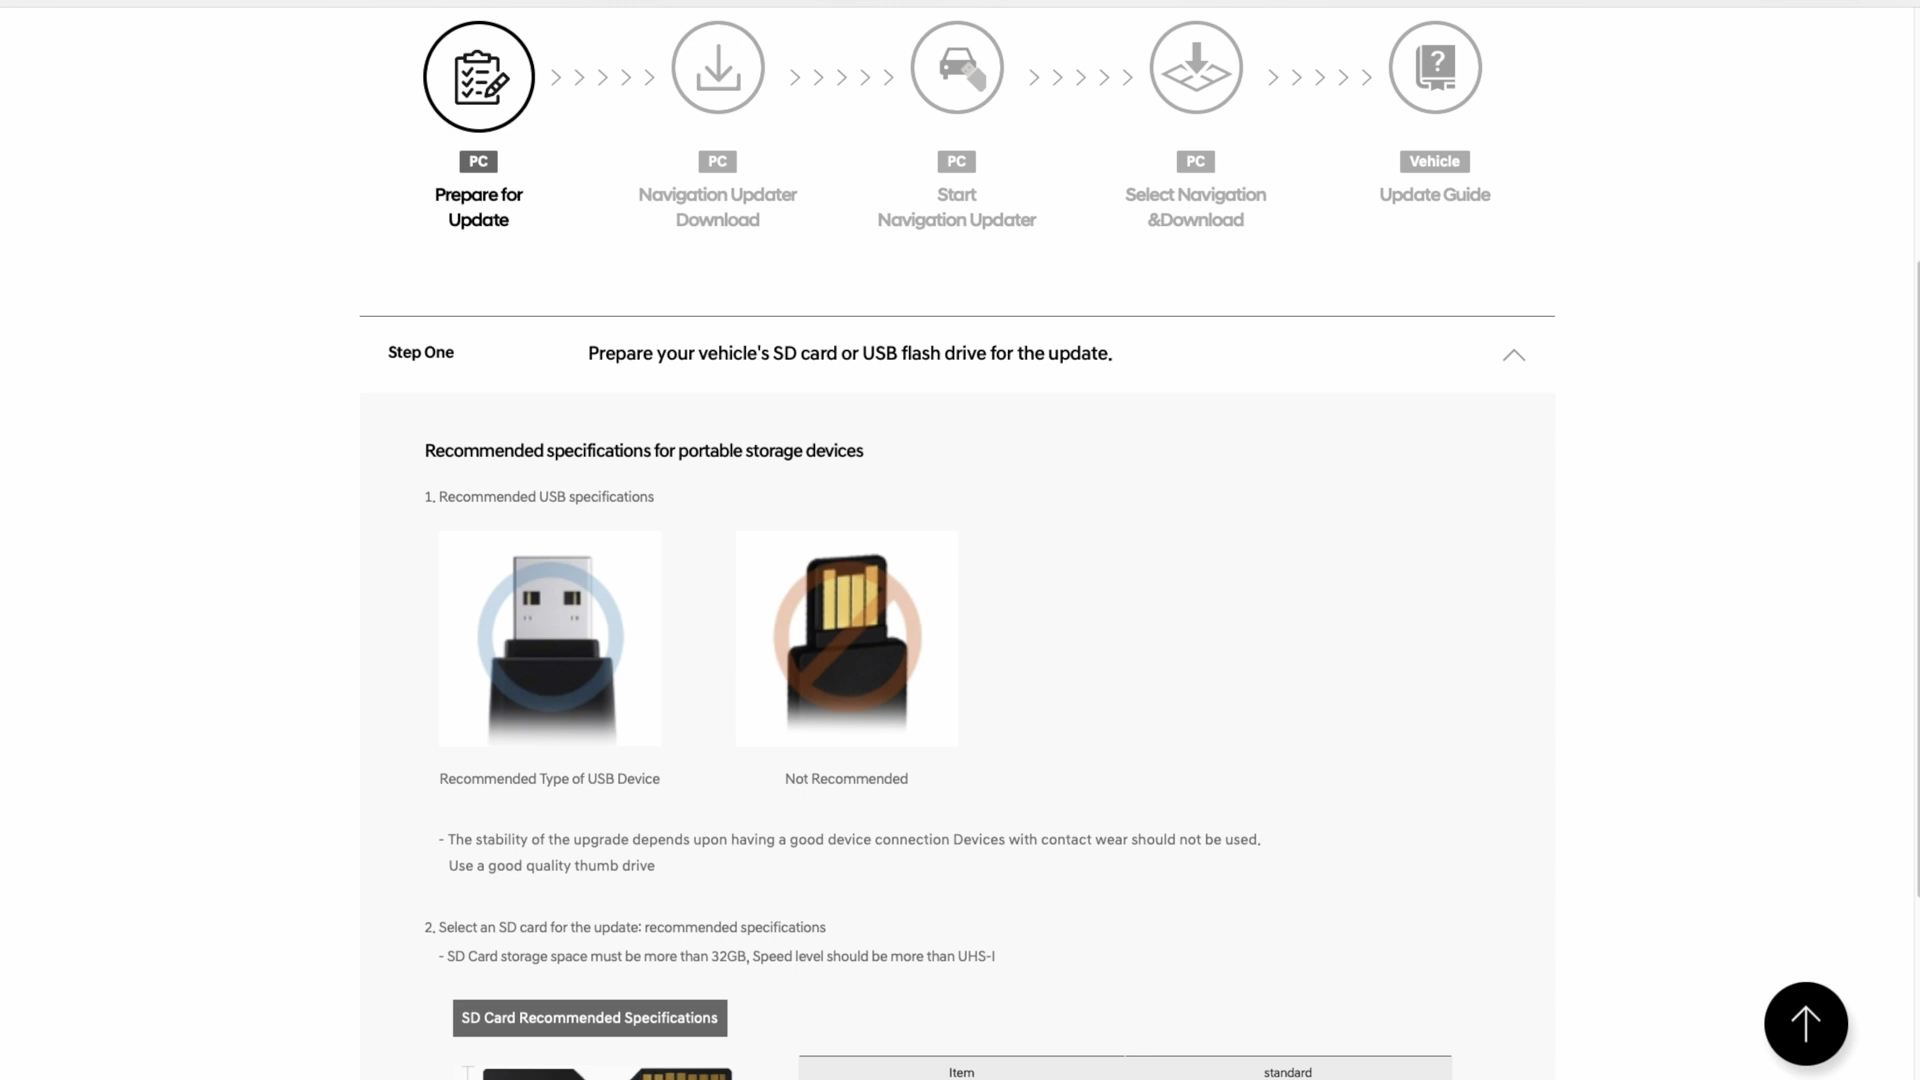 PC
Prepare for
Update
PC
Navigation Updater
Download
PC
Start
Navigation Updater
PC
Select Navigation
&Download
Vehicle
Update Guide
Step One
Prepare your vehicle's SD card or USB flash drive for the update.
Recommended specifications for portable storage devices
1. Recommended USB specifications
Recommended Type of USB Device
Not Recommended
- The stability of the upgrade depends upon having a good device connection Devices with contact wear should not be used.
Use a good quality thumb drive
2. Select an SD card for the update: recommended specifications
- SD Card storage space must be more than 32GB, Speed level should be more than UHS-I
SD Card Recommended Specifications
Item
standard